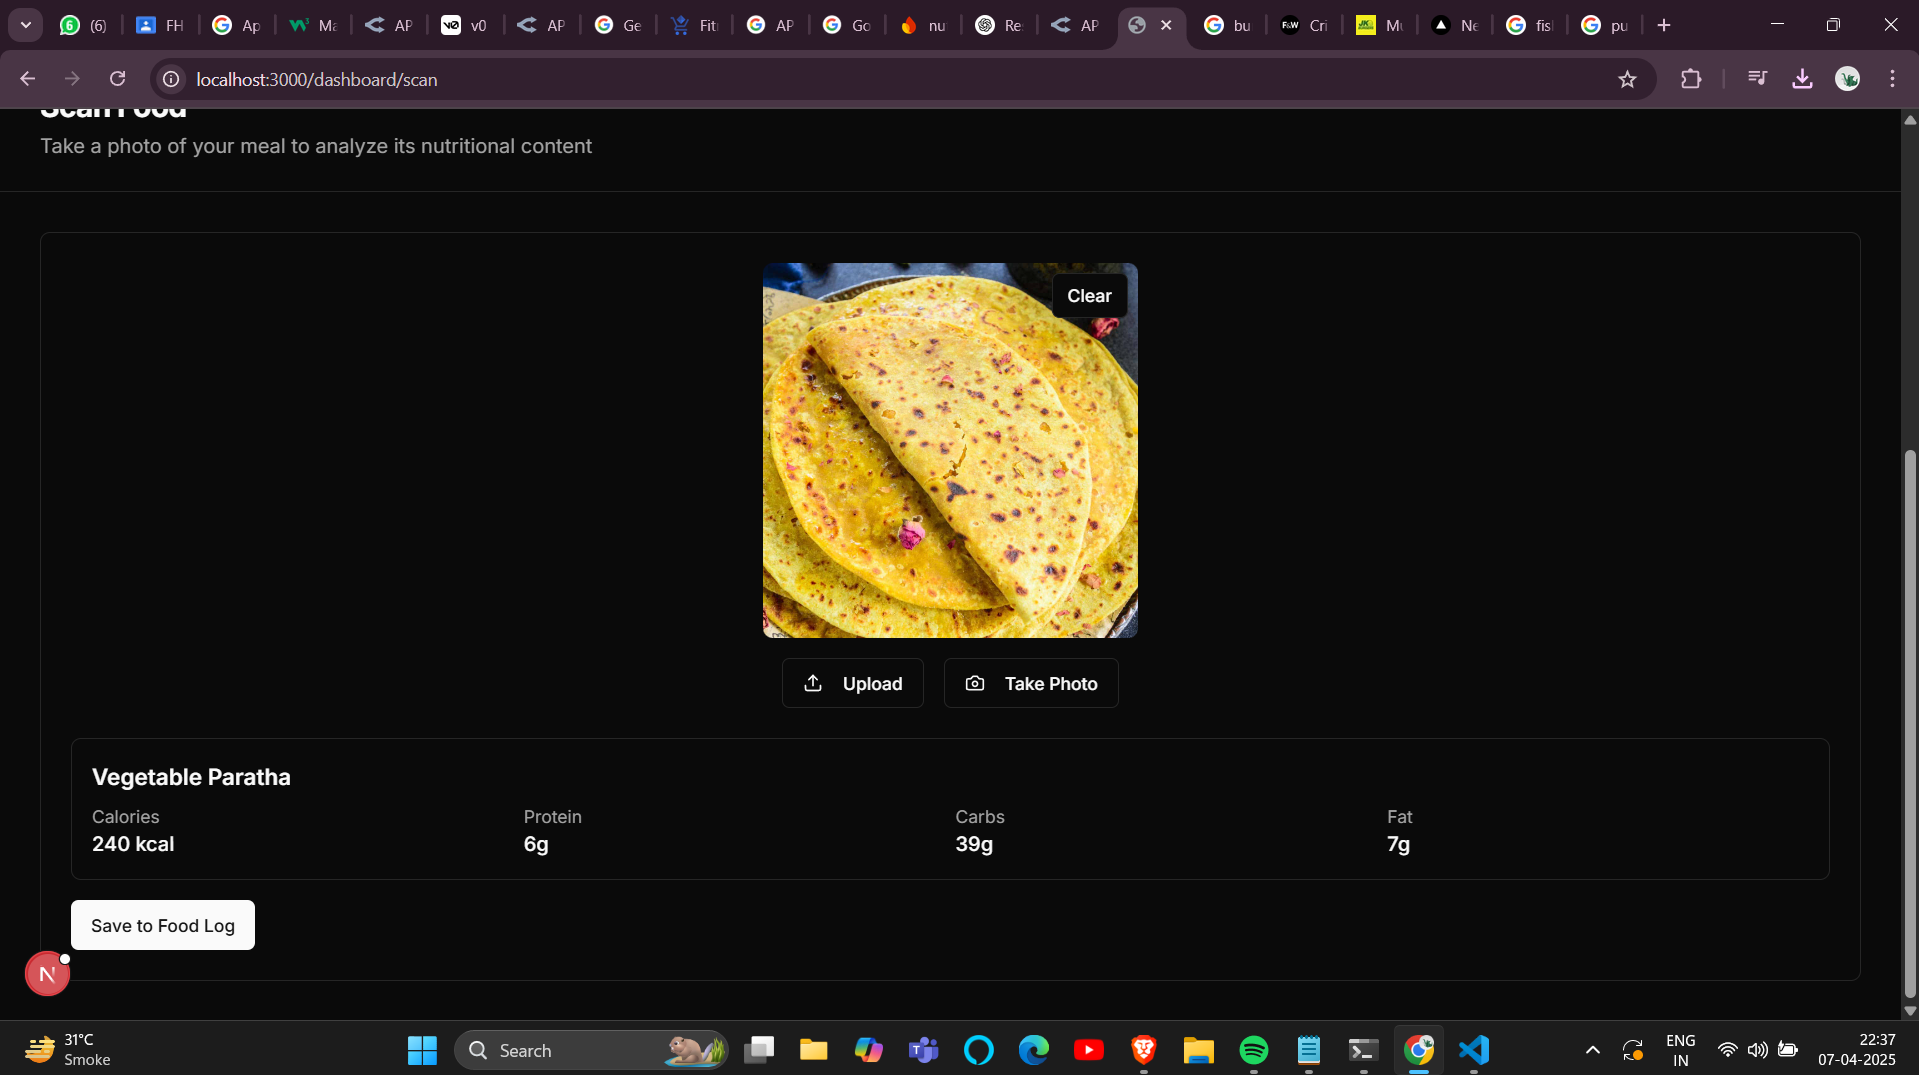 (6)
FH
Ap
Ma
AP
v0
AP
Ge
Fit
AP
Go
nu
Re
AP
bu
F&W
Cri
JK
Mu
Ne
fis
pu
localhost:3000/dashboard/scan
Scan Food
Take a photo of your meal to analyze its nutritional content
Clear
Upload
Take Photo
Vegetable Paratha
Calories
Protein
Carbs
Fat
240 kcal
6g
39g
7g
Save to Food Log
N
31°C
Smoke
Search
ENG
IN
22:37
07-04-2025